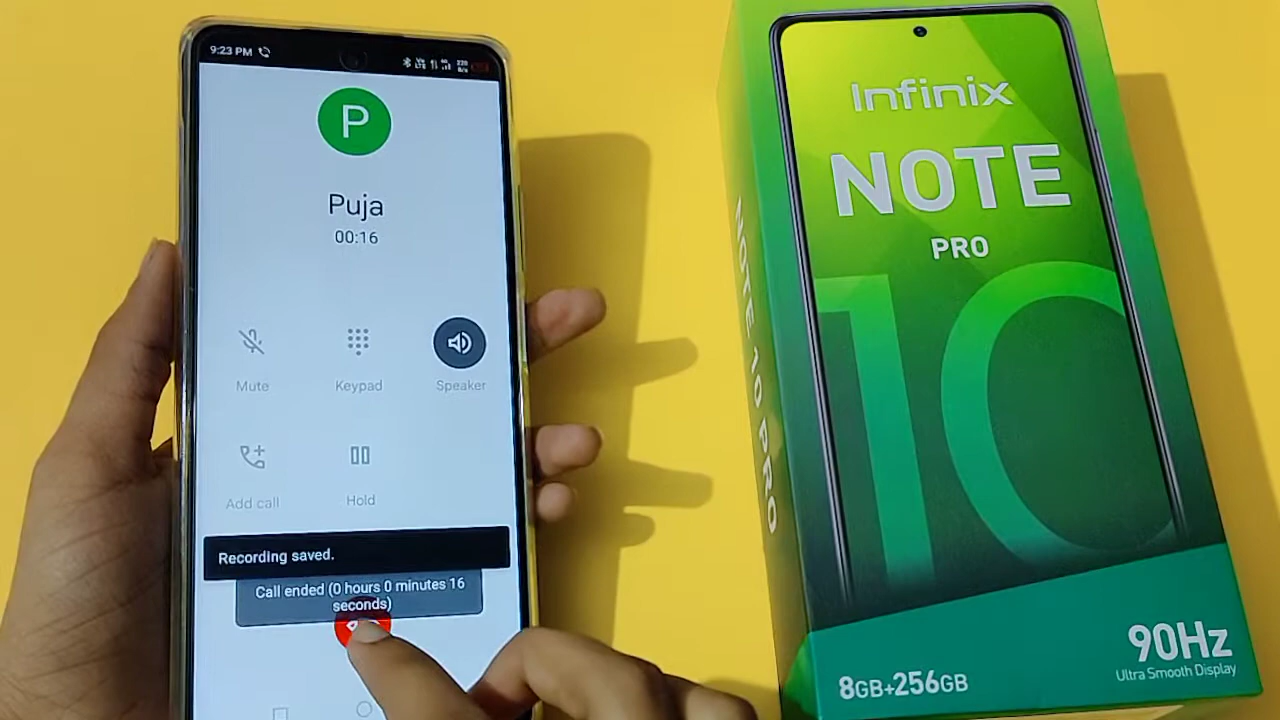 9:23 PM
P
Puja
00:16
Mute
Keypad
Speaker
Add call
Hold
Recording saved.
Call ended (0 hours 0 minutes 16
seconds)
Infinix
NOTE
PRO
10
NOTE 10 PRO
90Hz
Ultra Smooth Display
8GB+256GB